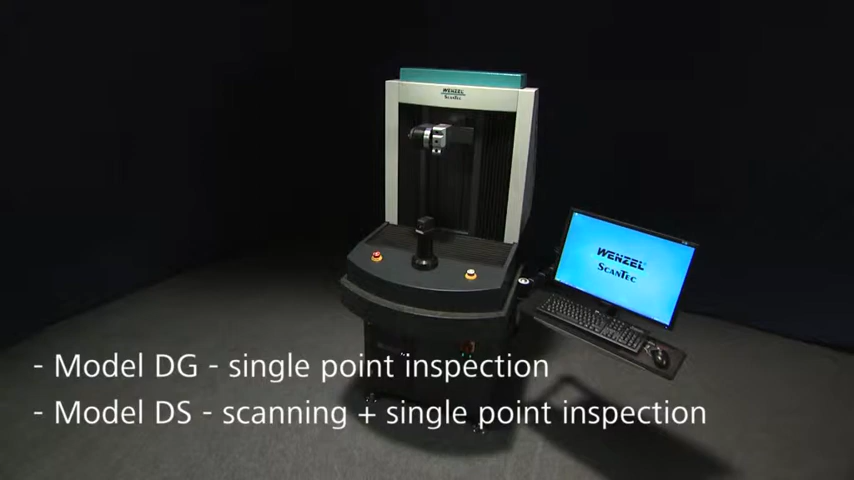 WENZEL
SCANTEC
WENZEL
SCANTEC
- Model DG - single point inspection
- Model DS - scanning + single point inspection